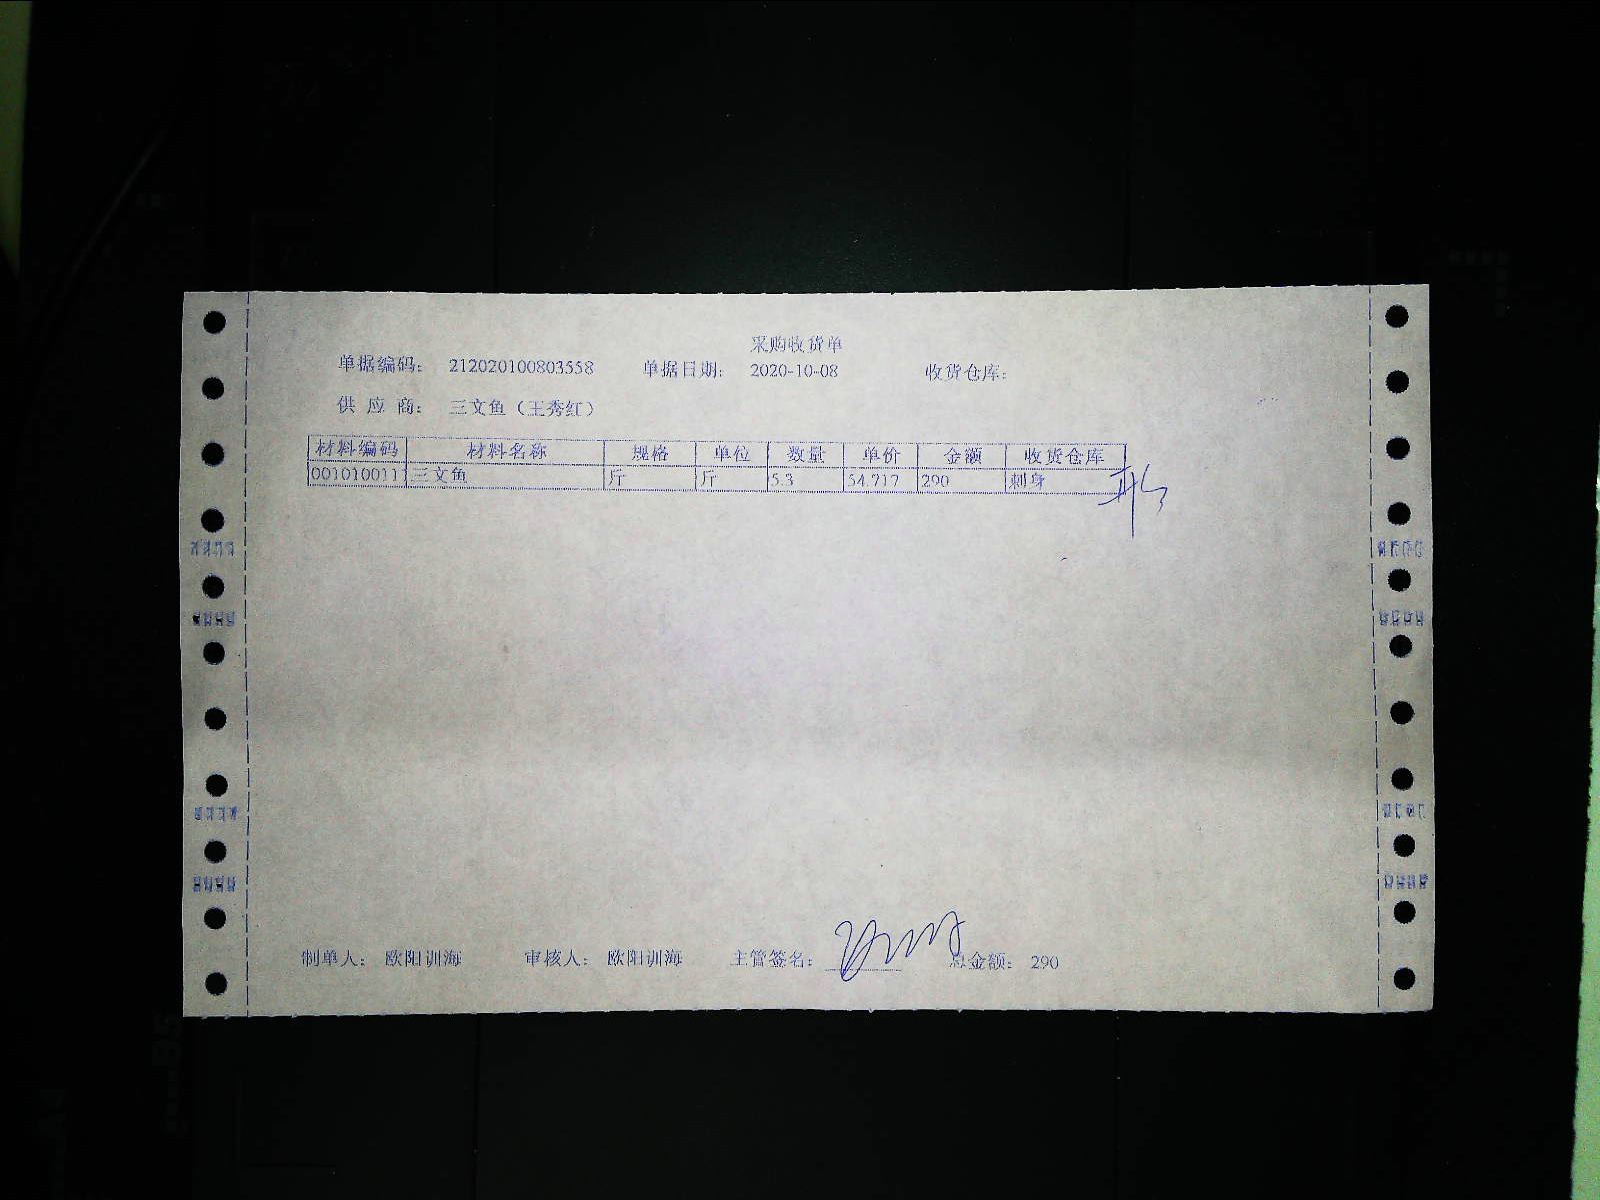 采购收货单
单据编码: 212020100803558 单据日期: 2020-10-08 收货仓库:
供 应 商: 三文鱼（王秀红）
材料编码 材料名称 规格 单位 数量 单价 金额 收货仓库
0010100111 三文鱼 斤 斤 5.3 54.717 290 刺身
制单人: 欧阳训海 审核人: 欧阳训海 主管签名: 总金额: 290